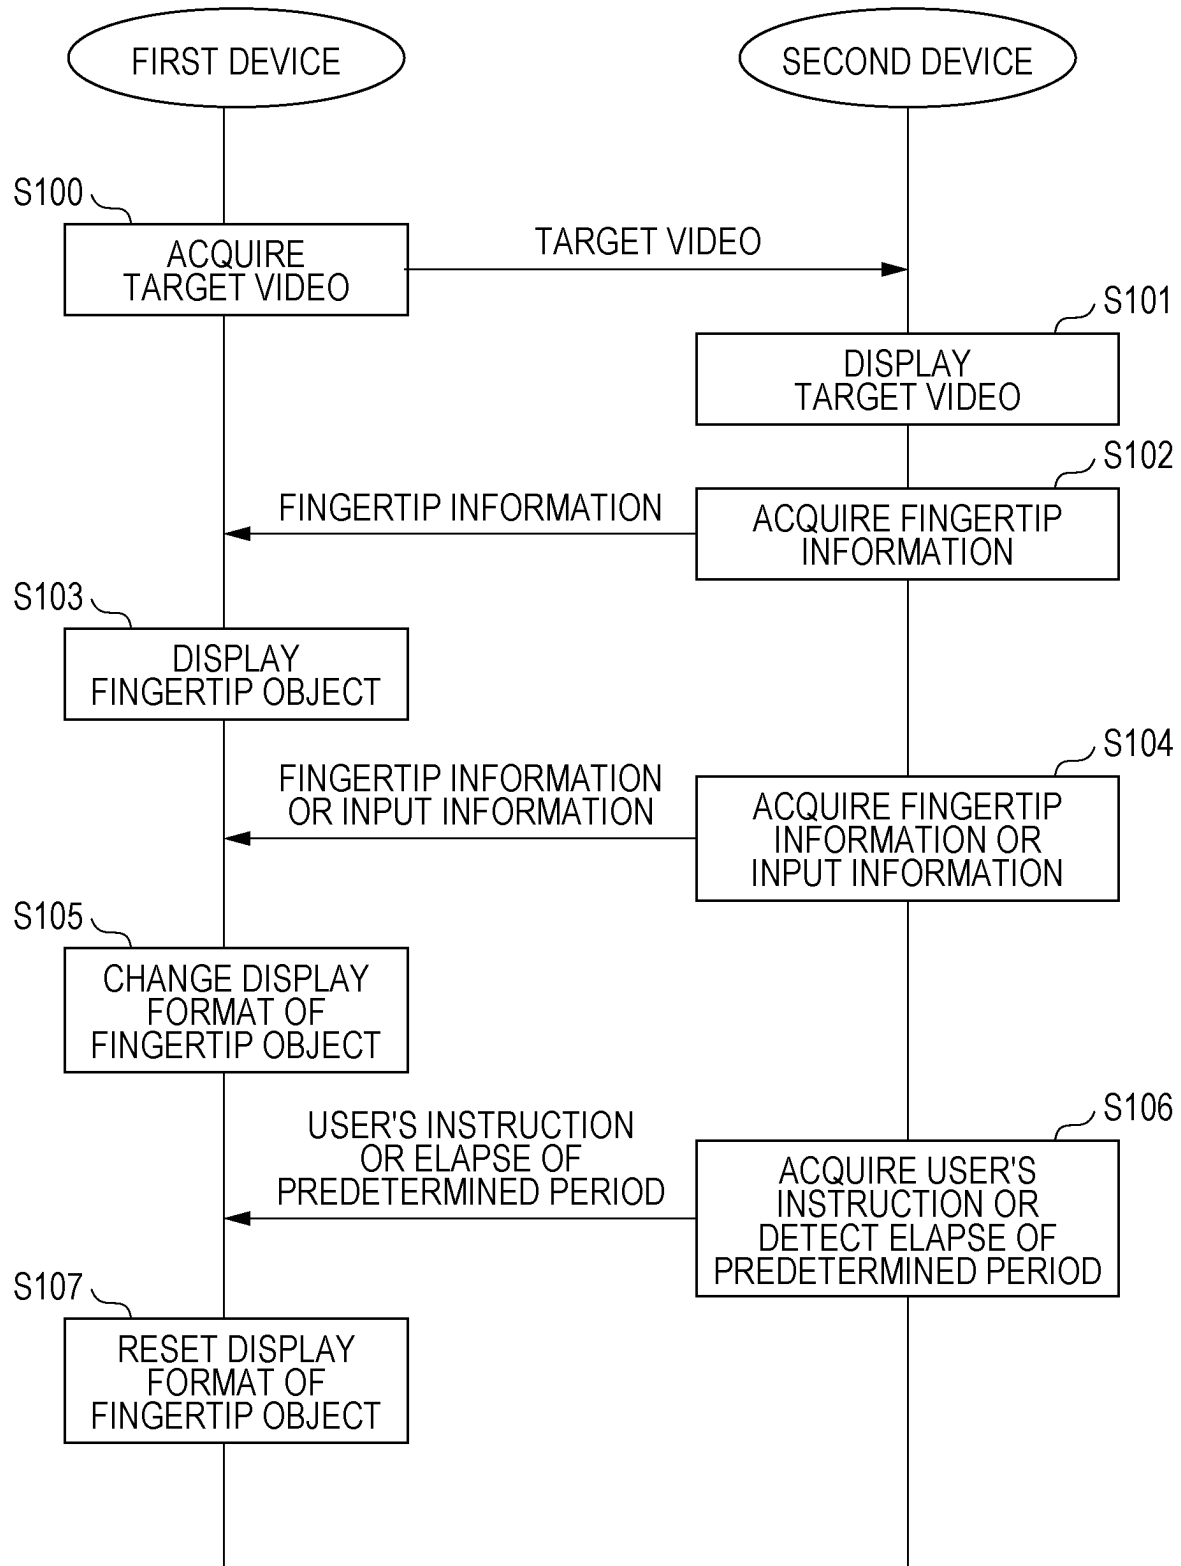 FIRST DEVICE
SECOND DEVICE
S100
ACQUIRE
TARGET VIDEO
TARGET VIDEO
S101
DISPLAY
TARGET VIDEO
S102
FINGERTIP INFORMATION
ACQUIRE FINGERTIP
INFORMATION
S103
DISPLAY
FINGERTIP OBJECT
S104
FINGERTIP INFORMATION
OR INPUT INFORMATION
ACQUIRE FINGERTIP
INFORMATION OR
INPUT INFORMATION
S105
CHANGE DISPLAY
FORMAT OF
FINGERTIP OBJECT
S106
USER'S INSTRUCTION
OR ELAPSE OF
PREDETERMINED PERIOD
ACQUIRE USER'S
INSTRUCTION OR
DETECT ELAPSE OF
PREDETERMINED PERIOD
S107
RESET DISPLAY
FORMAT OF
FINGERTIP OBJECT